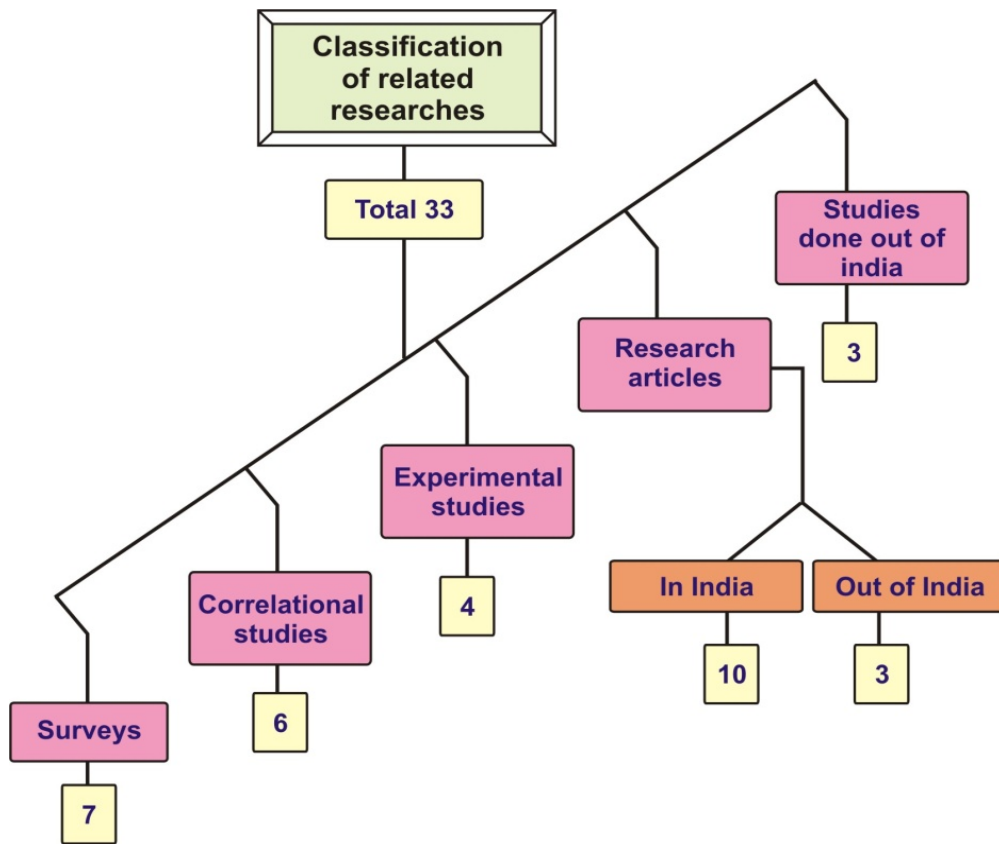 Classification
of related
researches
Total 33
Studies
done out of
india
3
Research
articles
Experimental
studies
4
In India
Out of India
10
3
Correlational
studies
6
Surveys
7